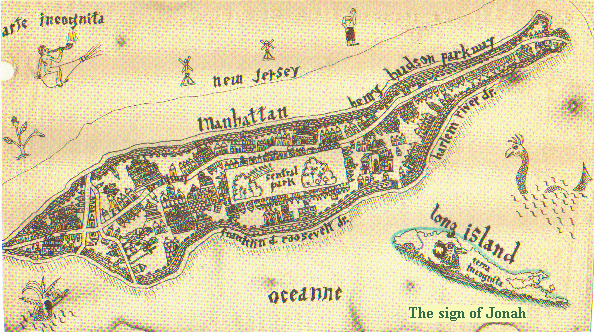 incognita
new jersey
manhattan
henry hudson parkway
harlem river dr.
central
park
franklin d. roosevelt dr.
long island
terra
incognita
oceanne
The sign of Jonah